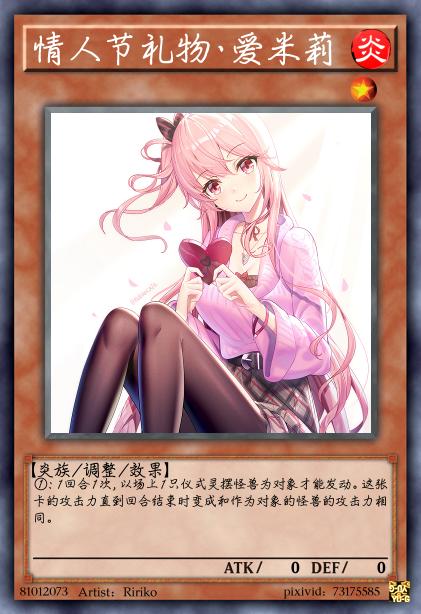 情人节礼物·爱米莉
炎
【炎族/调整/效果】
①:1回合1次,以场上1只仪式灵摆怪兽为对象才能发动。这张
卡的攻击力直到回合结束时变成和作为对象的怪兽的攻击力相
同。
ATK/ 0 DEF/ 0
81012073 Artist: Ririko pixivid: 73175585